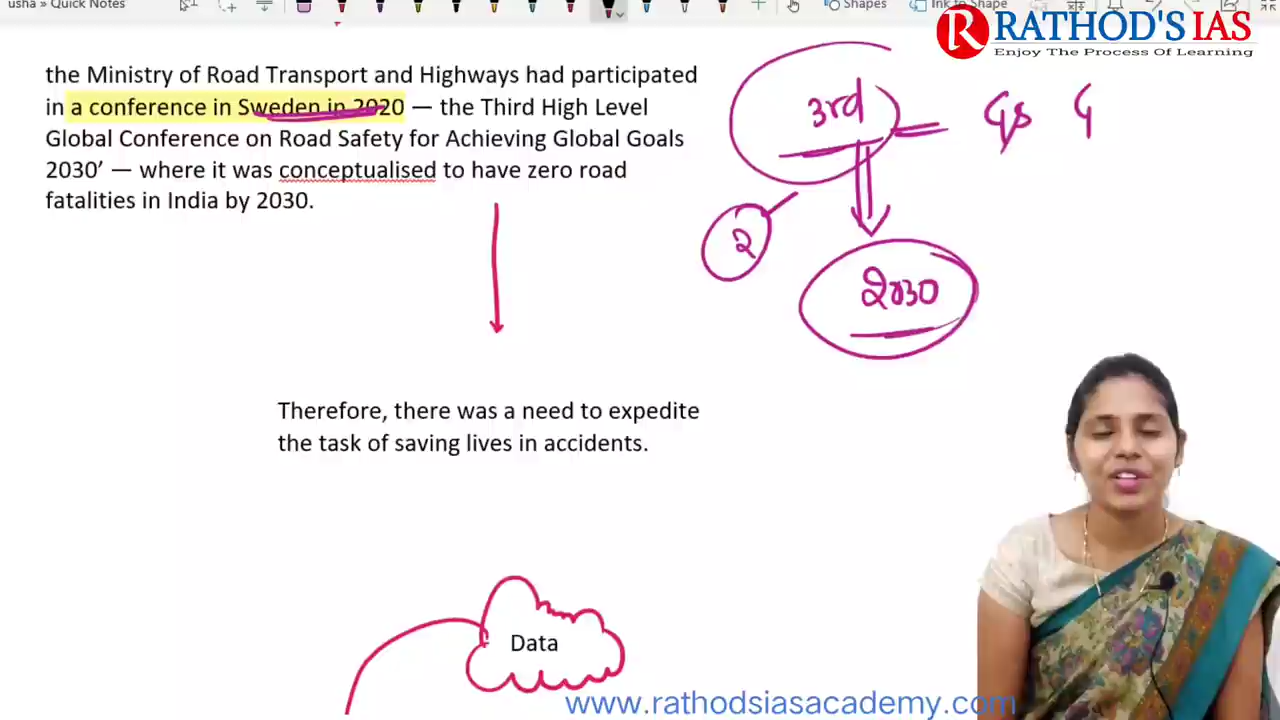 usha » Quick Notes
Shapes
Ink to Shape
RATHOD'S IAS
Enjoy The Process Of Learning
the Ministry of Road Transport and Highways had participated
in a conference in Sweden in 2020 — the Third High Level
Global Conference on Road Safety for Achieving Global Goals
2030’ — where it was conceptualised to have zero road
fatalities in India by 2030.
3rd
2
2030
Therefore, there was a need to expedite
the task of saving lives in accidents.
Data
www.rathodsiasacademy.com